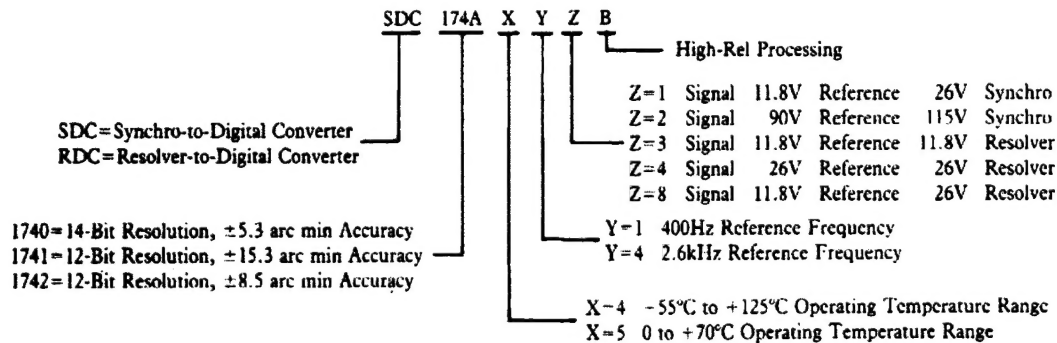 SDC 174A X Y Z B
High-Rel Processing
Z=1 Signal 11.8V Reference 26V Synchro
Z=2 Signal 90V Reference 115V Synchro
Z=3 Signal 11.8V Reference 11.8V Resolver
Z=4 Signal 26V Reference 26V Resolver
Z=8 Signal 11.8V Reference 26V Resolver
SDC=Synchro-to-Digital Converter
RDC=Resolver-to-Digital Converter
1740=14-Bit Resolution, ±5.3 arc min Accuracy
1741=12-Bit Resolution, ±15.3 arc min Accuracy
1742=12-Bit Resolution, ±8.5 arc min Accuracy
Y=1 400Hz Reference Frequency
Y=4 2.6kHz Reference Frequency
X=4 -55°C to +125°C Operating Temperature Range
X=5 0 to +70°C Operating Temperature Range